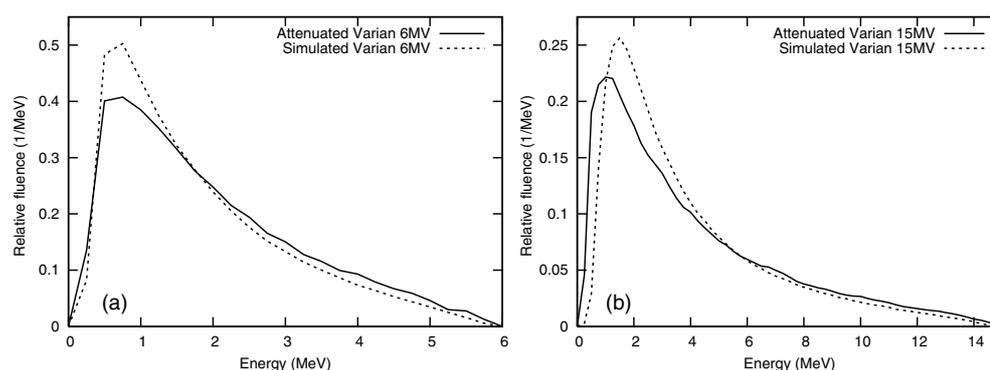 Attenuated Varian 6MV
Simulated Varian 6MV
0.5
0.4
0.3
0.2
0.1
0
Relative fluence (1/MeV)
(a)
0 1 2 3 4 5 6
Energy (MeV)
Attenuated Varian 15MV
Simulated Varian 15MV
0.25
0.2
0.15
0.1
0.05
0
Relative fluence (1/MeV)
(b)
0 2 4 6 8 10 12 14
Energy (MeV)